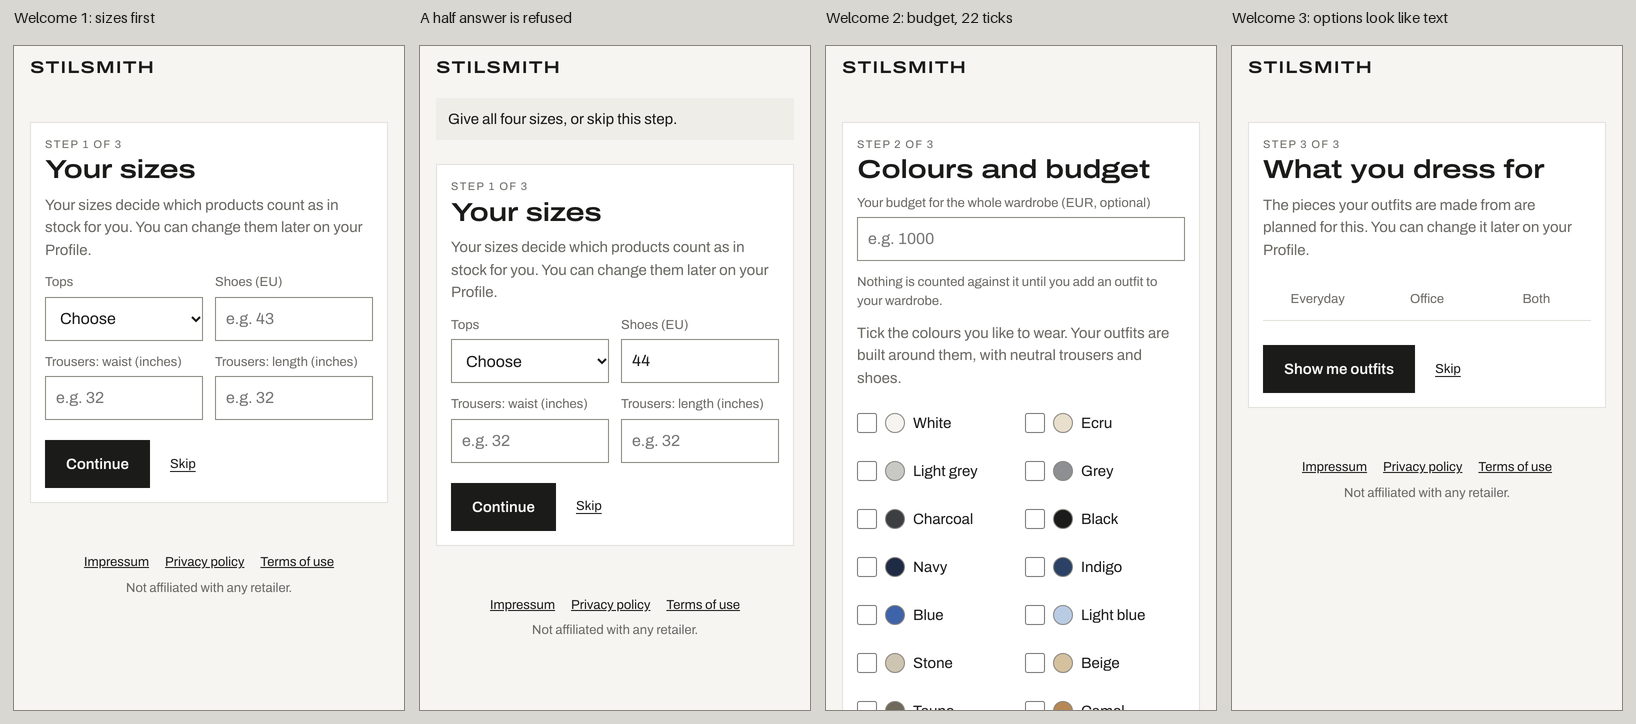 Welcome 1: sizes first
STILSMITH
STEP 1 OF 3
Your sizes
Your sizes decide which products count as in
stock for you. You can change them later on your
Profile.
Tops
Shoes (EU)
Choose
e.g. 43
Trousers: waist (inches)
Trousers: length (inches)
e.g. 32
e.g. 32
Continue
Skip
Impressum
Privacy policy
Terms of use
Not affiliated with any retailer.
A half answer is refused
STILSMITH
Give all four sizes, or skip this step.
STEP 1 OF 3
Your sizes
Your sizes decide which products count as in
stock for you. You can change them later on your
Profile.
Tops
Shoes (EU)
Choose
44
Trousers: waist (inches)
Trousers: length (inches)
e.g. 32
e.g. 32
Continue
Skip
Impressum
Privacy policy
Terms of use
Not affiliated with any retailer.
Welcome 2: budget, 22 ticks
STILSMITH
STEP 2 OF 3
Colours and budget
Your budget for the whole wardrobe (EUR, optional)
e.g. 1000
Nothing is counted against it until you add an outfit to
your wardrobe.
Tick the colours you like to wear. Your outfits are
built around them, with neutral trousers and
shoes.
White
Ecru
Light grey
Grey
Charcoal
Black
Navy
Indigo
Blue
Light blue
Stone
Beige
Taupe
Camel
Welcome 3: options look like text
STILSMITH
STEP 3 OF 3
What you dress for
The pieces your outfits are made from are
planned for this. You can change it later on your
Profile.
Everyday
Office
Both
Show me outfits
Skip
Impressum
Privacy policy
Terms of use
Not affiliated with any retailer.